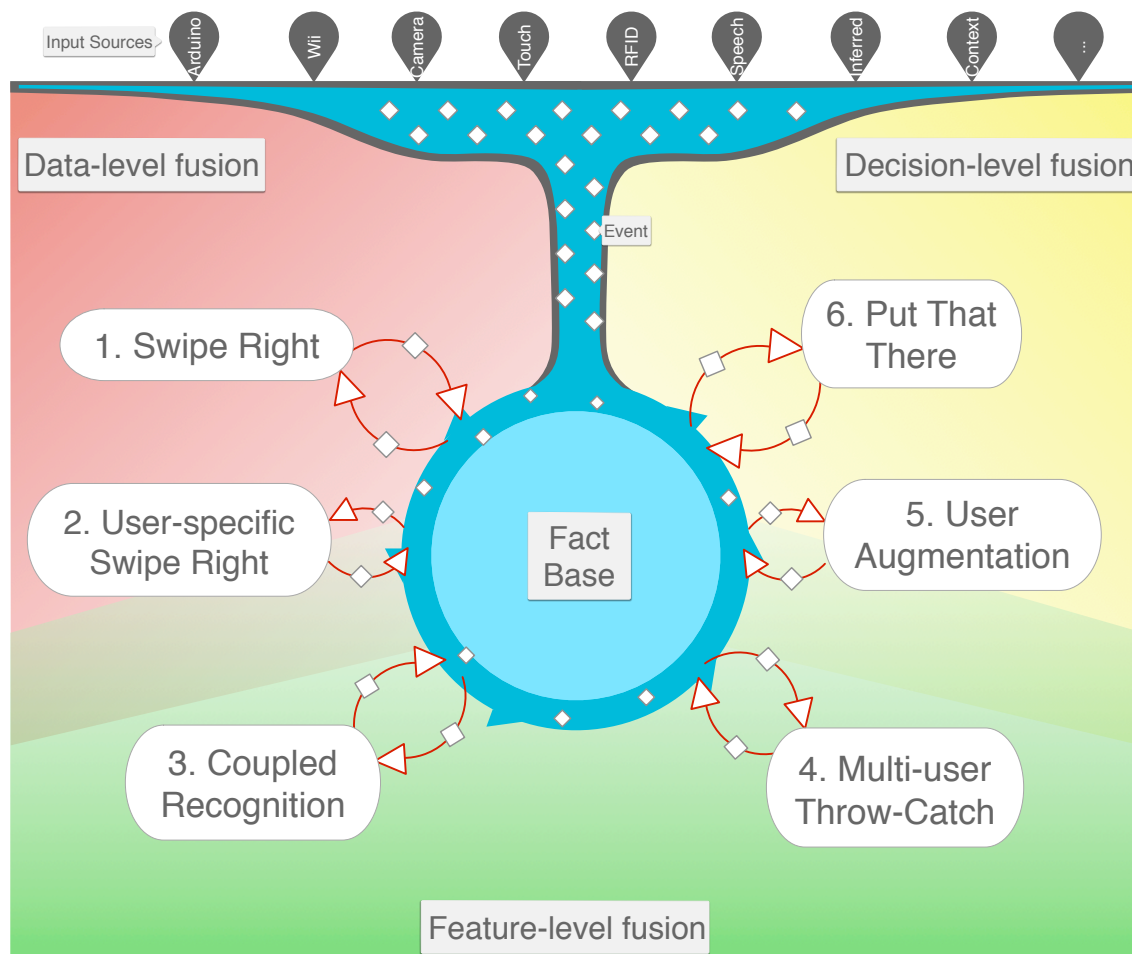 Input Sources
Arduino
Wii
Camera
Touch
RFID
Speech
Inferred
Context
...
Data-level fusion
Decision-level fusion
Event
1. Swipe Right
6. Put That
There
2. User-specific
Swipe Right
Fact
Base
5. User
Augmentation
3. Coupled
Recognition
4. Multi-user
Throw-Catch
Feature-level fusion